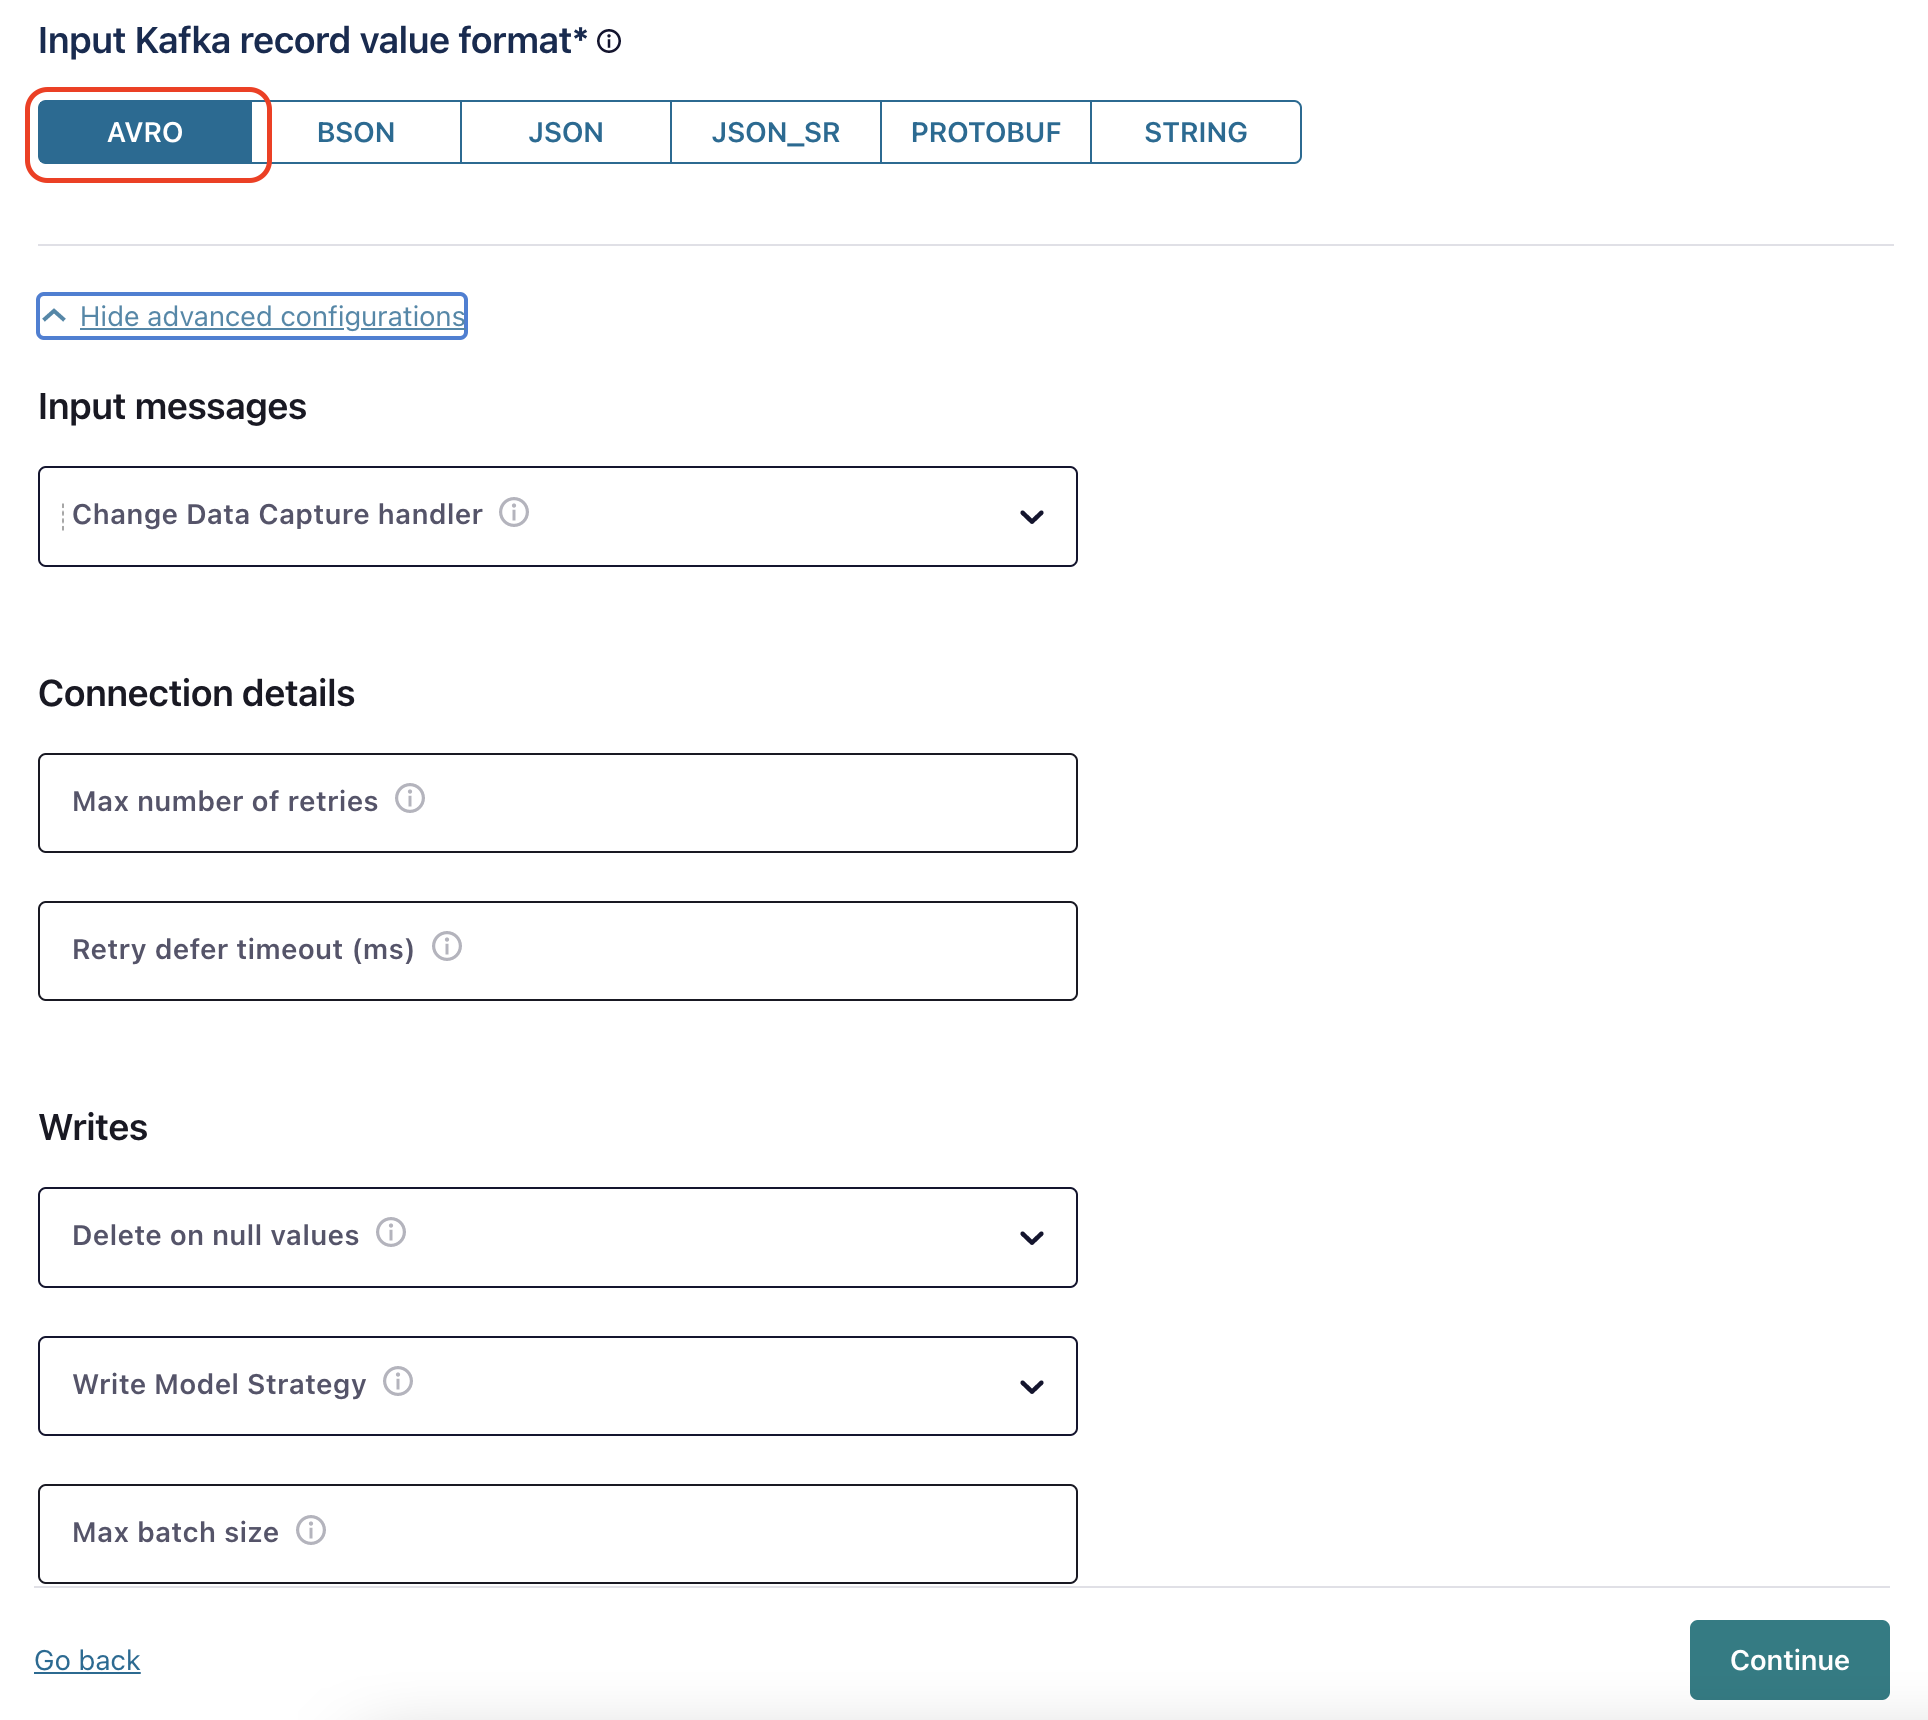 Input Kafka record value format*
AVRO BSON JSON JSON_SR PROTOBUF STRING
Hide advanced configurations
Input messages
Change Data Capture handler
Connection details
Max number of retries
Retry defer timeout (ms)
Writes
Delete on null values
Write Model Strategy
Max batch size
Go back Continue